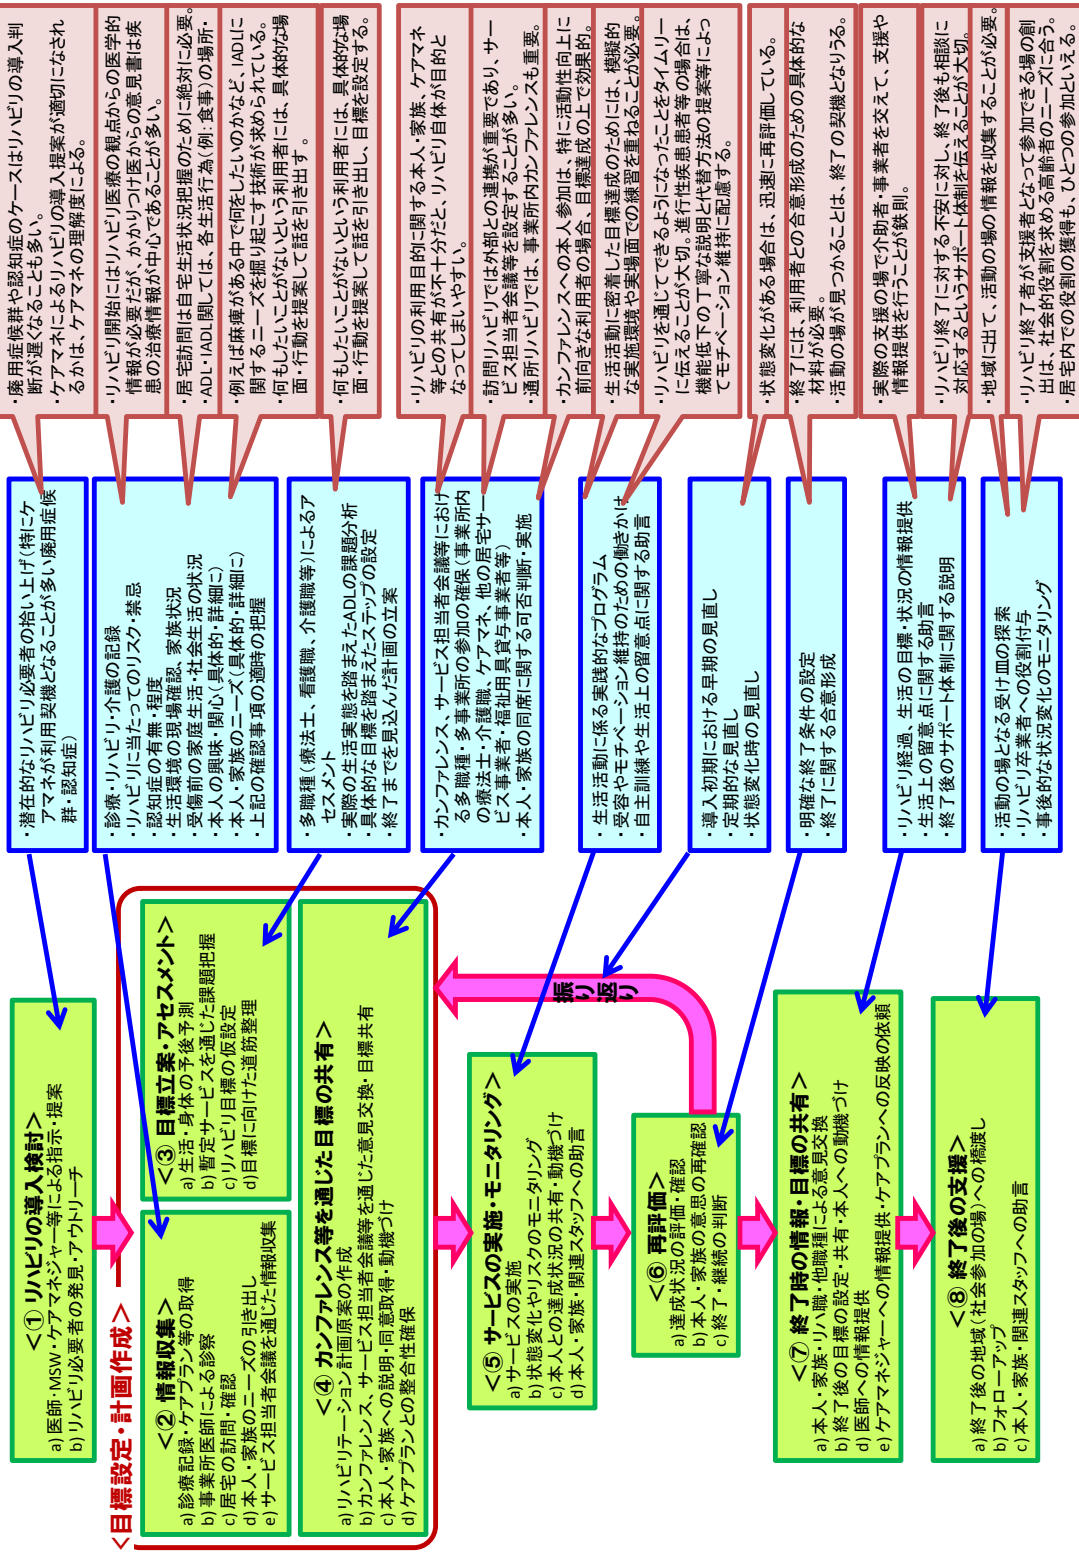 ＜① リハビリの導入検討＞
a)医師・MSW・ケアマネジャー等による指示・提案
b)リハビリ必要者の発見・アウトリーチ
＜目標設定・計画作成＞
＜② 情報収集＞
a)診療記録・ケアプラン等の取得
b)事業所医師による診察
c)居宅の訪問・確認
d)本人・家族のニーズの引き出し
e)サービス担当者会議を通じた情報収集
＜③ 目標立案・アセスメント＞
a)生活・身体の予後予測
b)暫定サービスを通じた課題把握
c)リハビリ目標の仮設定
d)目標に向けた道筋整理
＜④ カンファレンス等を通じた目標の共有＞
a)リハビリテーション計画原案の作成
b)カンファレンス、サービス担当者会議等を通じた意見交換・目標共有
c)本人・家族への説明・同意取得・動機づけ
d)ケアプランとの整合性確保
＜⑤ サービスの実施・モニタリング＞
a)サービスの実施
b)状態変化やリスクのモニタリング
c)本人との達成状況の共有・動機づけ
d)本人・家族・関連スタッフへの助言
振り
返り
＜⑥ 再評価＞
a)達成状況の評価・確認
b)本人・家族の意思の再確認
c)終了・継続の判断
＜⑦ 終了時の情報・目標の共有＞
a)本人・家族・リハ職・他職種による意見交換
b)終了後の目標の設定・共有・本人への動機づけ
d)医師への情報提供
e)ケアマネジャーへの情報提供・ケアプランへの反映の依頼
＜⑧ 終了後の支援＞
a)終了後の地域（社会参加の場）への橋渡し
b)フォローアップ
c)本人・家族・関連スタッフへの助言
・潜在的なリハビリ必要者の拾い上げ（特にケ
アマネが利用契機となることが多い廃用症候
群・認知症）
・診療・リハビリ・介護の記録
・リハビリに当たってのリスク・禁忌
・認知症の有無・程度
・生活環境の現場確認、家族状況
・受傷前の家庭生活・社会生活の状況
・本人の興味・関心（具体的・詳細に）
・本人・家族のニーズ（具体的・詳細に）
・上記の確認事項の適時の把握
・多職種（療法士、看護職、介護職等）によるア
セスメント
・実際の生活実態を踏まえたADLの課題分析
・具体的な目標を踏まえたステップの設定
・終了までを見込んだ計画の立案
・カンファレンス、サービス担当者会議等におけ
る多職種・多事業所の参加の確保（事業所内
の療法士・介護職、ケアマネ、他の居宅サー
ビス事業者・福祉用具貸与事業者等）
・本人・家族の同席に関する可否判断・実施
・生活活動に係る実践的なプログラム
・受容やモチベーション維持のための働きかけ
・自主訓練や生活上の留意点に関する助言
・導入初期における早期の見直し
・定期的な見直し
・状態変化時の見直し
・明確な終了条件の設定
・終了に関する合意形成
・リハビリ経過、生活の目標・状況の情報提供
・生活上の留意点に関する助言
・終了後のサポート体制に関する説明
・活動の場となる受け皿の探索
・リハビリ卒業者への役割付与
・事後的な状況変化のモニタリング
・廃用症候群や認知症のケースはリハビリの導入判
断が遅くなることも多い。
・ケアマネによるリハビリの導入提案が適切になされ
るかは、ケアマネの理解度による。
・リハビリ開始にはリハビリ医療の観点からの医学的
情報が必要だが、かかりつけ医からの意見書は疾
患の治療情報が中心であることが多い。
・居宅訪問は自宅生活状況把握のために絶対に必要。
・ADL・IADL関しては、各生活行為（例：食事）の場所・
・例えば麻痺がある中で何をしたいのかなど、IADLに
関するニーズを掘り起こす技術が求められている。
・何もしたいことがないという利用者には、具体的な場
面・行動を提案して話を引き出す。
・何もしたいことがないという利用者には、具体的な場
面・行動を提案して話を引き出し、目標を設定する。
・リハビリの利用目的に関する本人・家族、ケアマネ
等との共有が不十分だと、リハビリ自体が目的と
なってしまいやすい。
・訪問リハビリでは外部との連携が重要であり、サー
ビス担当者会議等を設定することが多い。
・通所リハビリでは、事業所内カンファレンスも重要。
・カンファレンスへの本人参加は、特に活動性向上に
前向きな利用者の場合、目標達成の上で効果的。
・生活活動に密着した目標達成のためには、模擬的
な実施環境や実場面での練習を重ねることが必要。
・リハビリを通じてできるようになったことをタイムリー
に伝えることが大切。進行性疾患患者等の場合は、
機能低下の丁寧な説明と代替方法の提案等によっ
てモチベーション維持に配慮する。
・状態変化がある場合は、迅速に再評価している。
・終了には、利用者との合意形成のための具体的な
材料が必要。
・活動の場が見つかることは、終了の契機となりうる。
・実際の支援の場で介助者・事業者を交えて、支援や
情報提供を行うことが鉄則。
・リハビリ終了に対する不安に対し、終了後も相談に
対応するというサポート体制を伝えることが大切。
・地域に出て、活動の場の情報を収集することが必要。
・リハビリ終了者が支援者となって参加できる場の創
出は、社会的役割を求める高齢者のニーズに合う。
・居宅内での役割の獲得も、ひとつの参加といえる。